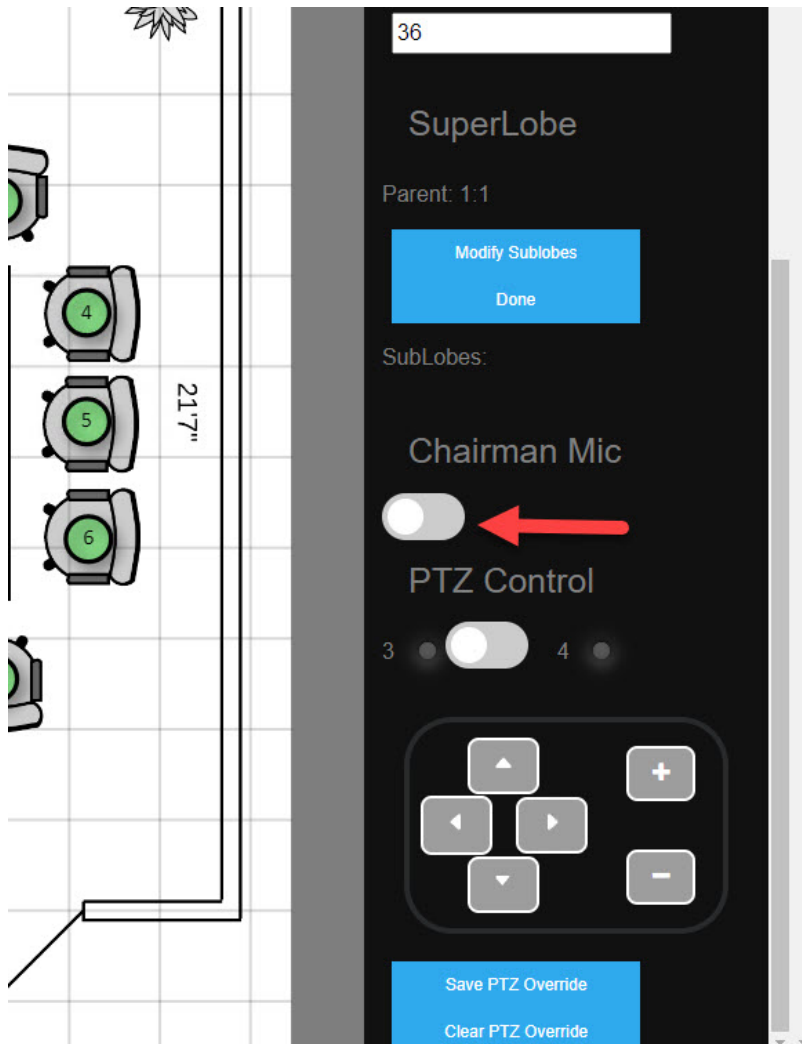 36
SuperLobe
Parent: 1:1
Modify Sublobes
Done
SubLobes:
Chairman Mic
PTZ Control
3 4
+
−
Save PTZ Override
Clear PTZ Override
4
5
6
21'7"